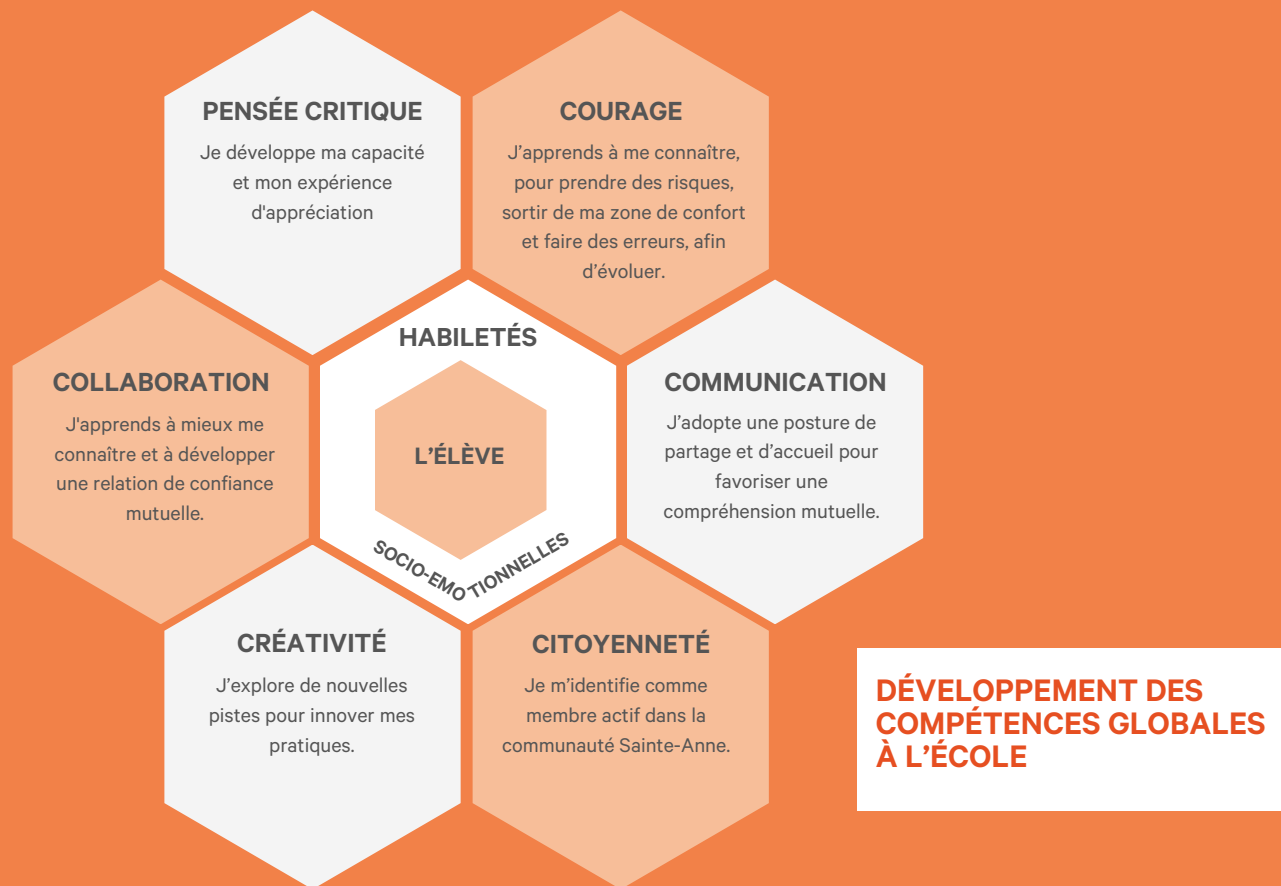 PENSÉE CRITIQUE
Je développe ma capacité
et mon expérience
d'appréciation
COURAGE
J’apprends à me connaître,
pour prendre des risques,
sortir de ma zone de confort
et faire des erreurs, afin
d’évoluer.
COLLABORATION
J'apprends à mieux me
connaître et à développer
une relation de confiance
mutuelle.
HABILETÉS
L’ÉLÈVE
SOCIO-EMOTIONNELLES
COMMUNICATION
J’adopte une posture de
partage et d’accueil pour
favoriser une
compréhension mutuelle.
CRÉATIVITÉ
J’explore de nouvelles
pistes pour innover mes
pratiques.
CITOYENNETÉ
Je m’identifie comme
membre actif dans la
communauté Sainte-Anne.
DÉVELOPPEMENT DES
COMPÉTENCES GLOBALES
À L’ÉCOLE